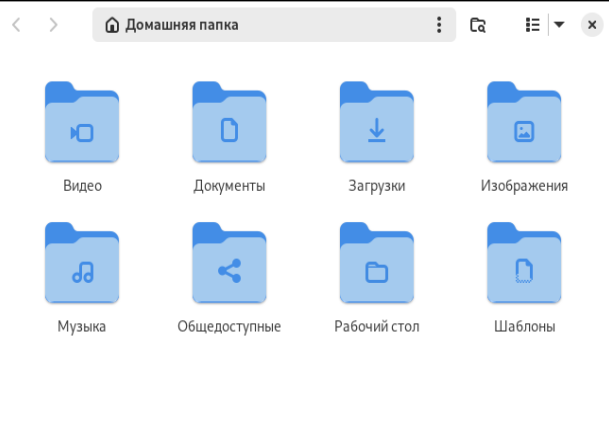 Домашняя папка
Видео
Документы
Загрузки
Изображения
Музыка
Общедоступные
Рабочий стол
Шаблоны